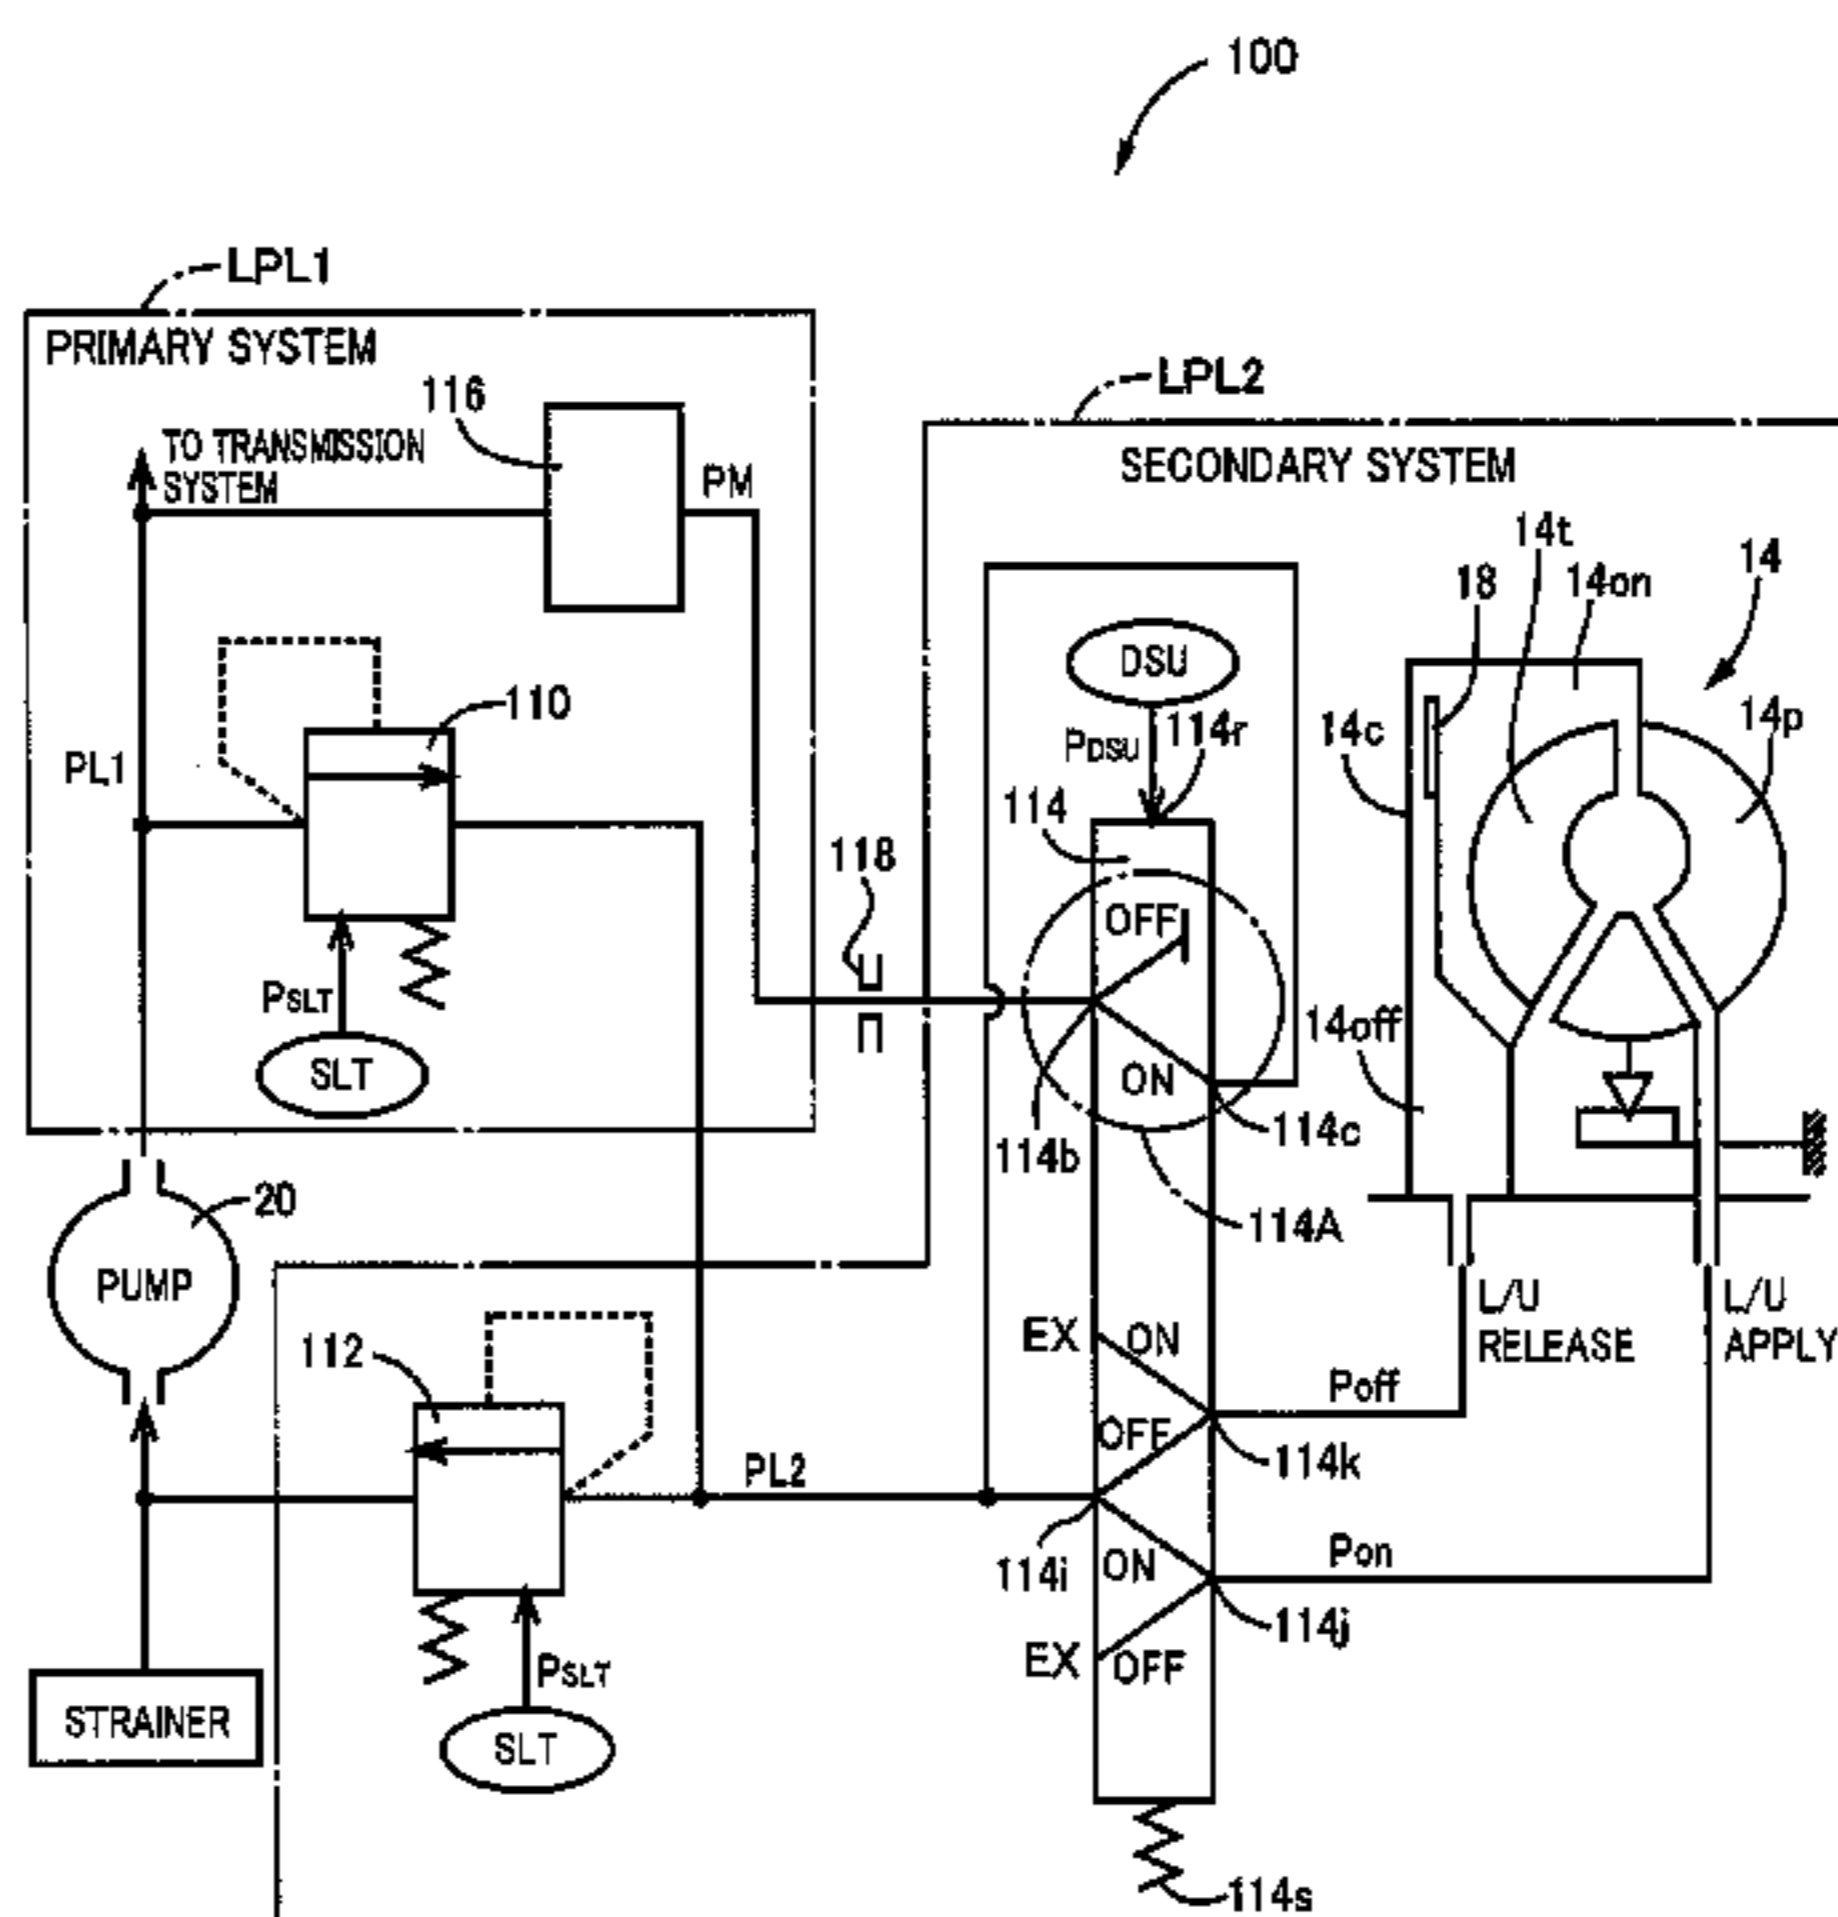 100
LPL1
PRIMARY SYSTEM
116
LPL2
TO TRANSMISSION
SYSTEM
PM
SECONDARY SYSTEM
14t
14
18
14on
DSU
110
PL1
PDSU
114r
14c
14p
114
118
OFF
PSLT
14off
SLT
ON
114b
114c
20
114A
PUMP
L/U
RELEASE
L/U
APPLY
EX
ON
112
Poff
OFF
114k
PL2
114i
ON
Pon
114j
EX
OFF
PSLT
STRAINER
SLT
114s